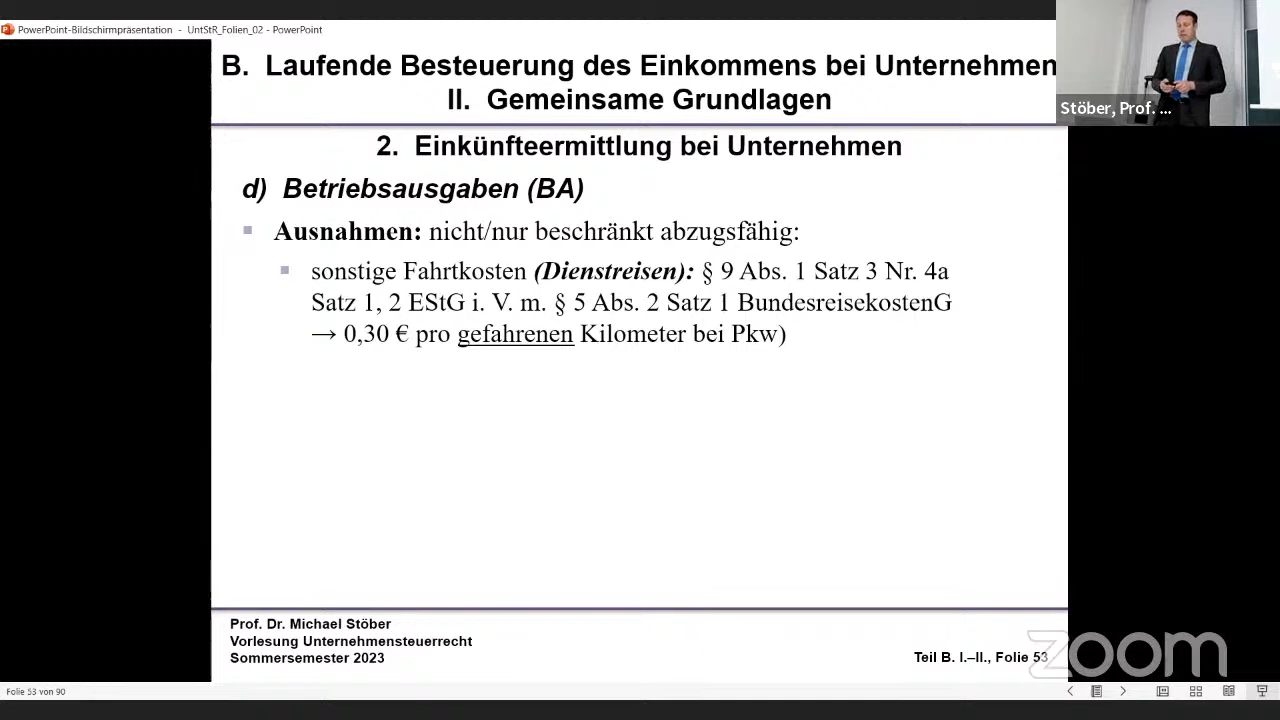 PowerPoint-Bildschirmpräsentation - UntStR_Folien_02 - PowerPoint
B. Laufende Besteuerung des Einkommens bei Unternehmen
II. Gemeinsame Grundlagen
Stöber, Prof. ...
2. Einkünfteermittlung bei Unternehmen
d) Betriebsausgaben (BA)
Ausnahmen: nicht/nur beschränkt abzugsfähig:
sonstige Fahrtkosten (Dienstreisen): § 9 Abs. 1 Satz 3 Nr. 4a
Satz 1, 2 EStG i. V. m. § 5 Abs. 2 Satz 1 BundesreisekostenG
→ 0,30 € pro gefahrenen Kilometer bei Pkw)
Prof. Dr. Michael Stöber
Vorlesung Unternehmensteuerrecht
Sommersemester 2023
Teil B. I.–II., Folie 53
zoom
Folie 53 von 90